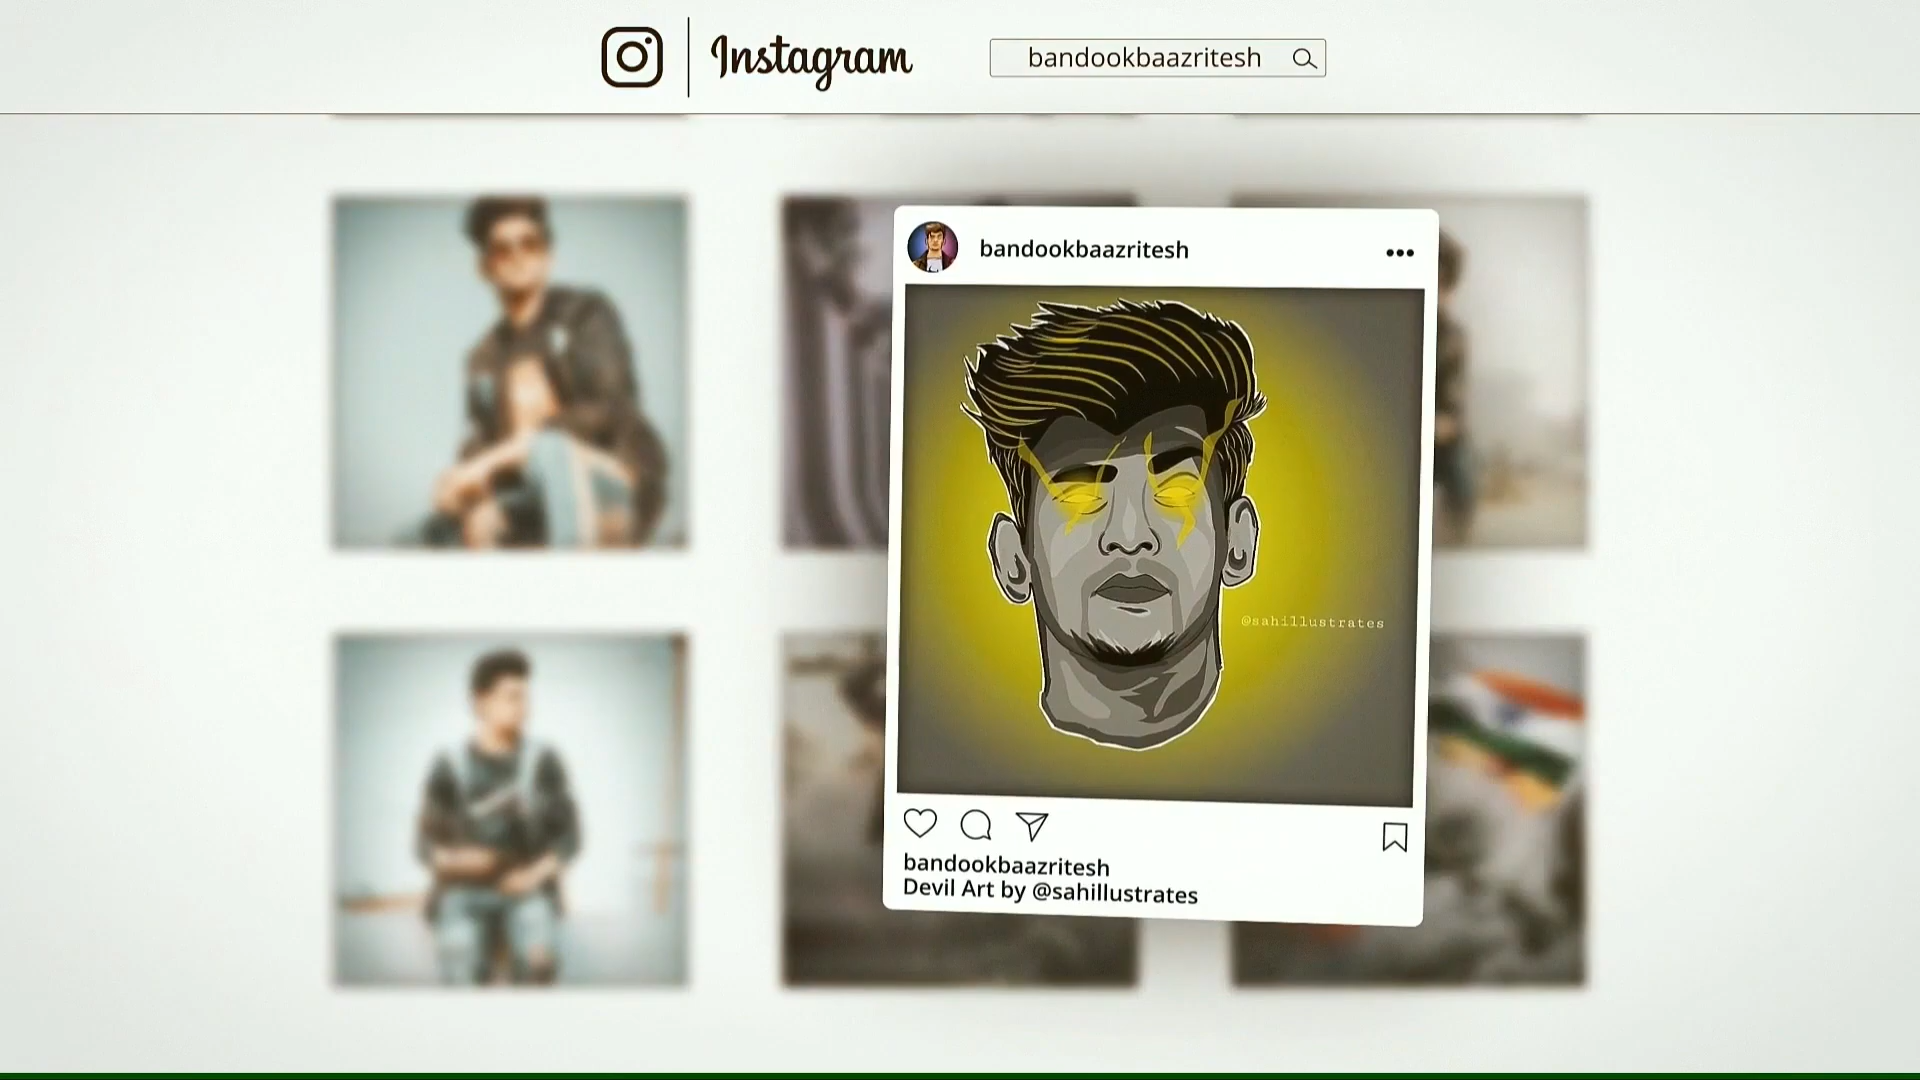 Instagram
bandookbaazritesh
bandookbaazritesh
@sahillustrates
bandookbaazritesh
Devil Art by @sahillustrates